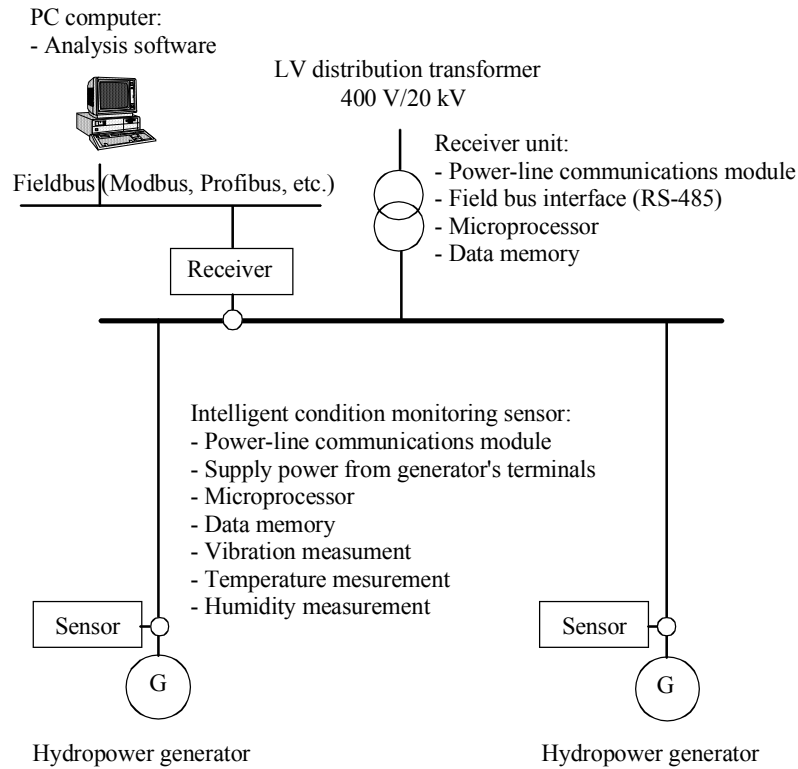 PC computer:
- Analysis software
LV distribution transformer
400 V/20 kV
Receiver unit:
- Power-line communications module
- Field bus interface (RS-485)
- Microprocessor
- Data memory
Fieldbus (Modbus, Profibus, etc.)
Receiver
Intelligent condition monitoring sensor:
- Power-line communications module
- Supply power from generator's terminals
- Microprocessor
- Data memory
- Vibration measument
- Temperature mesurement
- Humidity measurement
Sensor
Sensor
G
G
Hydropower generator
Hydropower generator